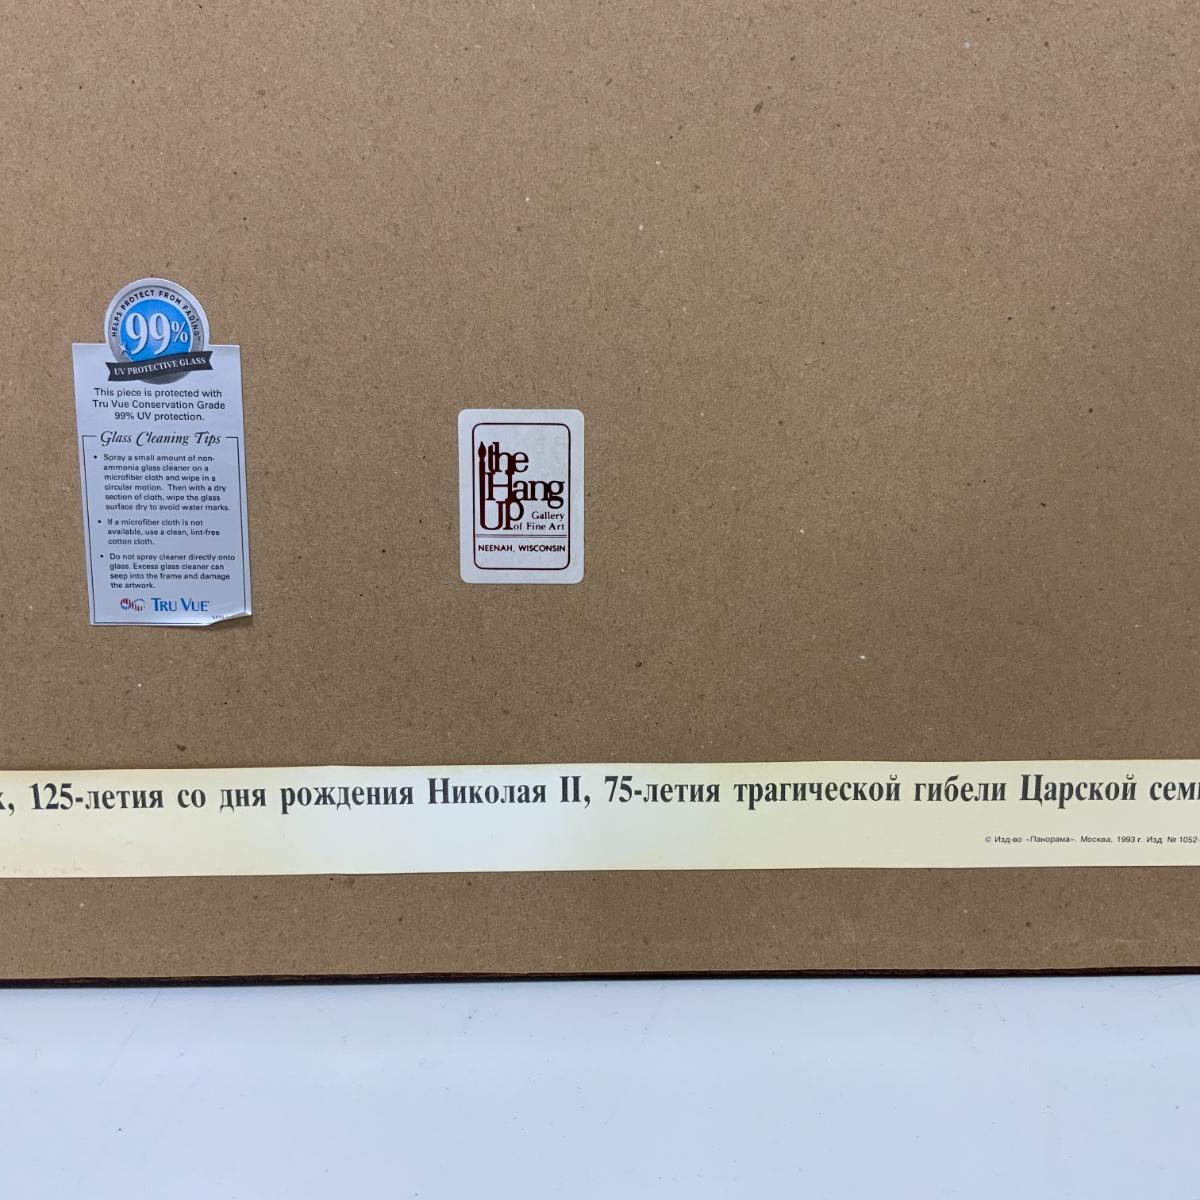 HELPS PROTECT FROM FADING™
99%
UV PROTECTIVE GLASS
This piece is protected with
Tru Vue Conservation Grade
99% UV protection.
Glass Cleaning Tips
• Spray a small amount of non-
ammonia glass cleaner on a
microfiber cloth and wipe in a
circular motion. Then with a dry
section of cloth, wipe the glass
surface dry to avoid water marks.
• If a microfiber cloth is not
available, use a clean, lint-free
cotton cloth.
• Do not spray cleaner directly onto
glass. Excess glass cleaner can
seep into the frame and damage
the artwork.
TRU VUE
the
Hang
Up
Gallery
of Fine Art
NEENAH, WISCONSIN
, 125-летия со дня рождения Николая II, 75-летия трагической гибели Царской
© Изд-во «Панорама». Москва, 1993 г. Изд. № 1052-